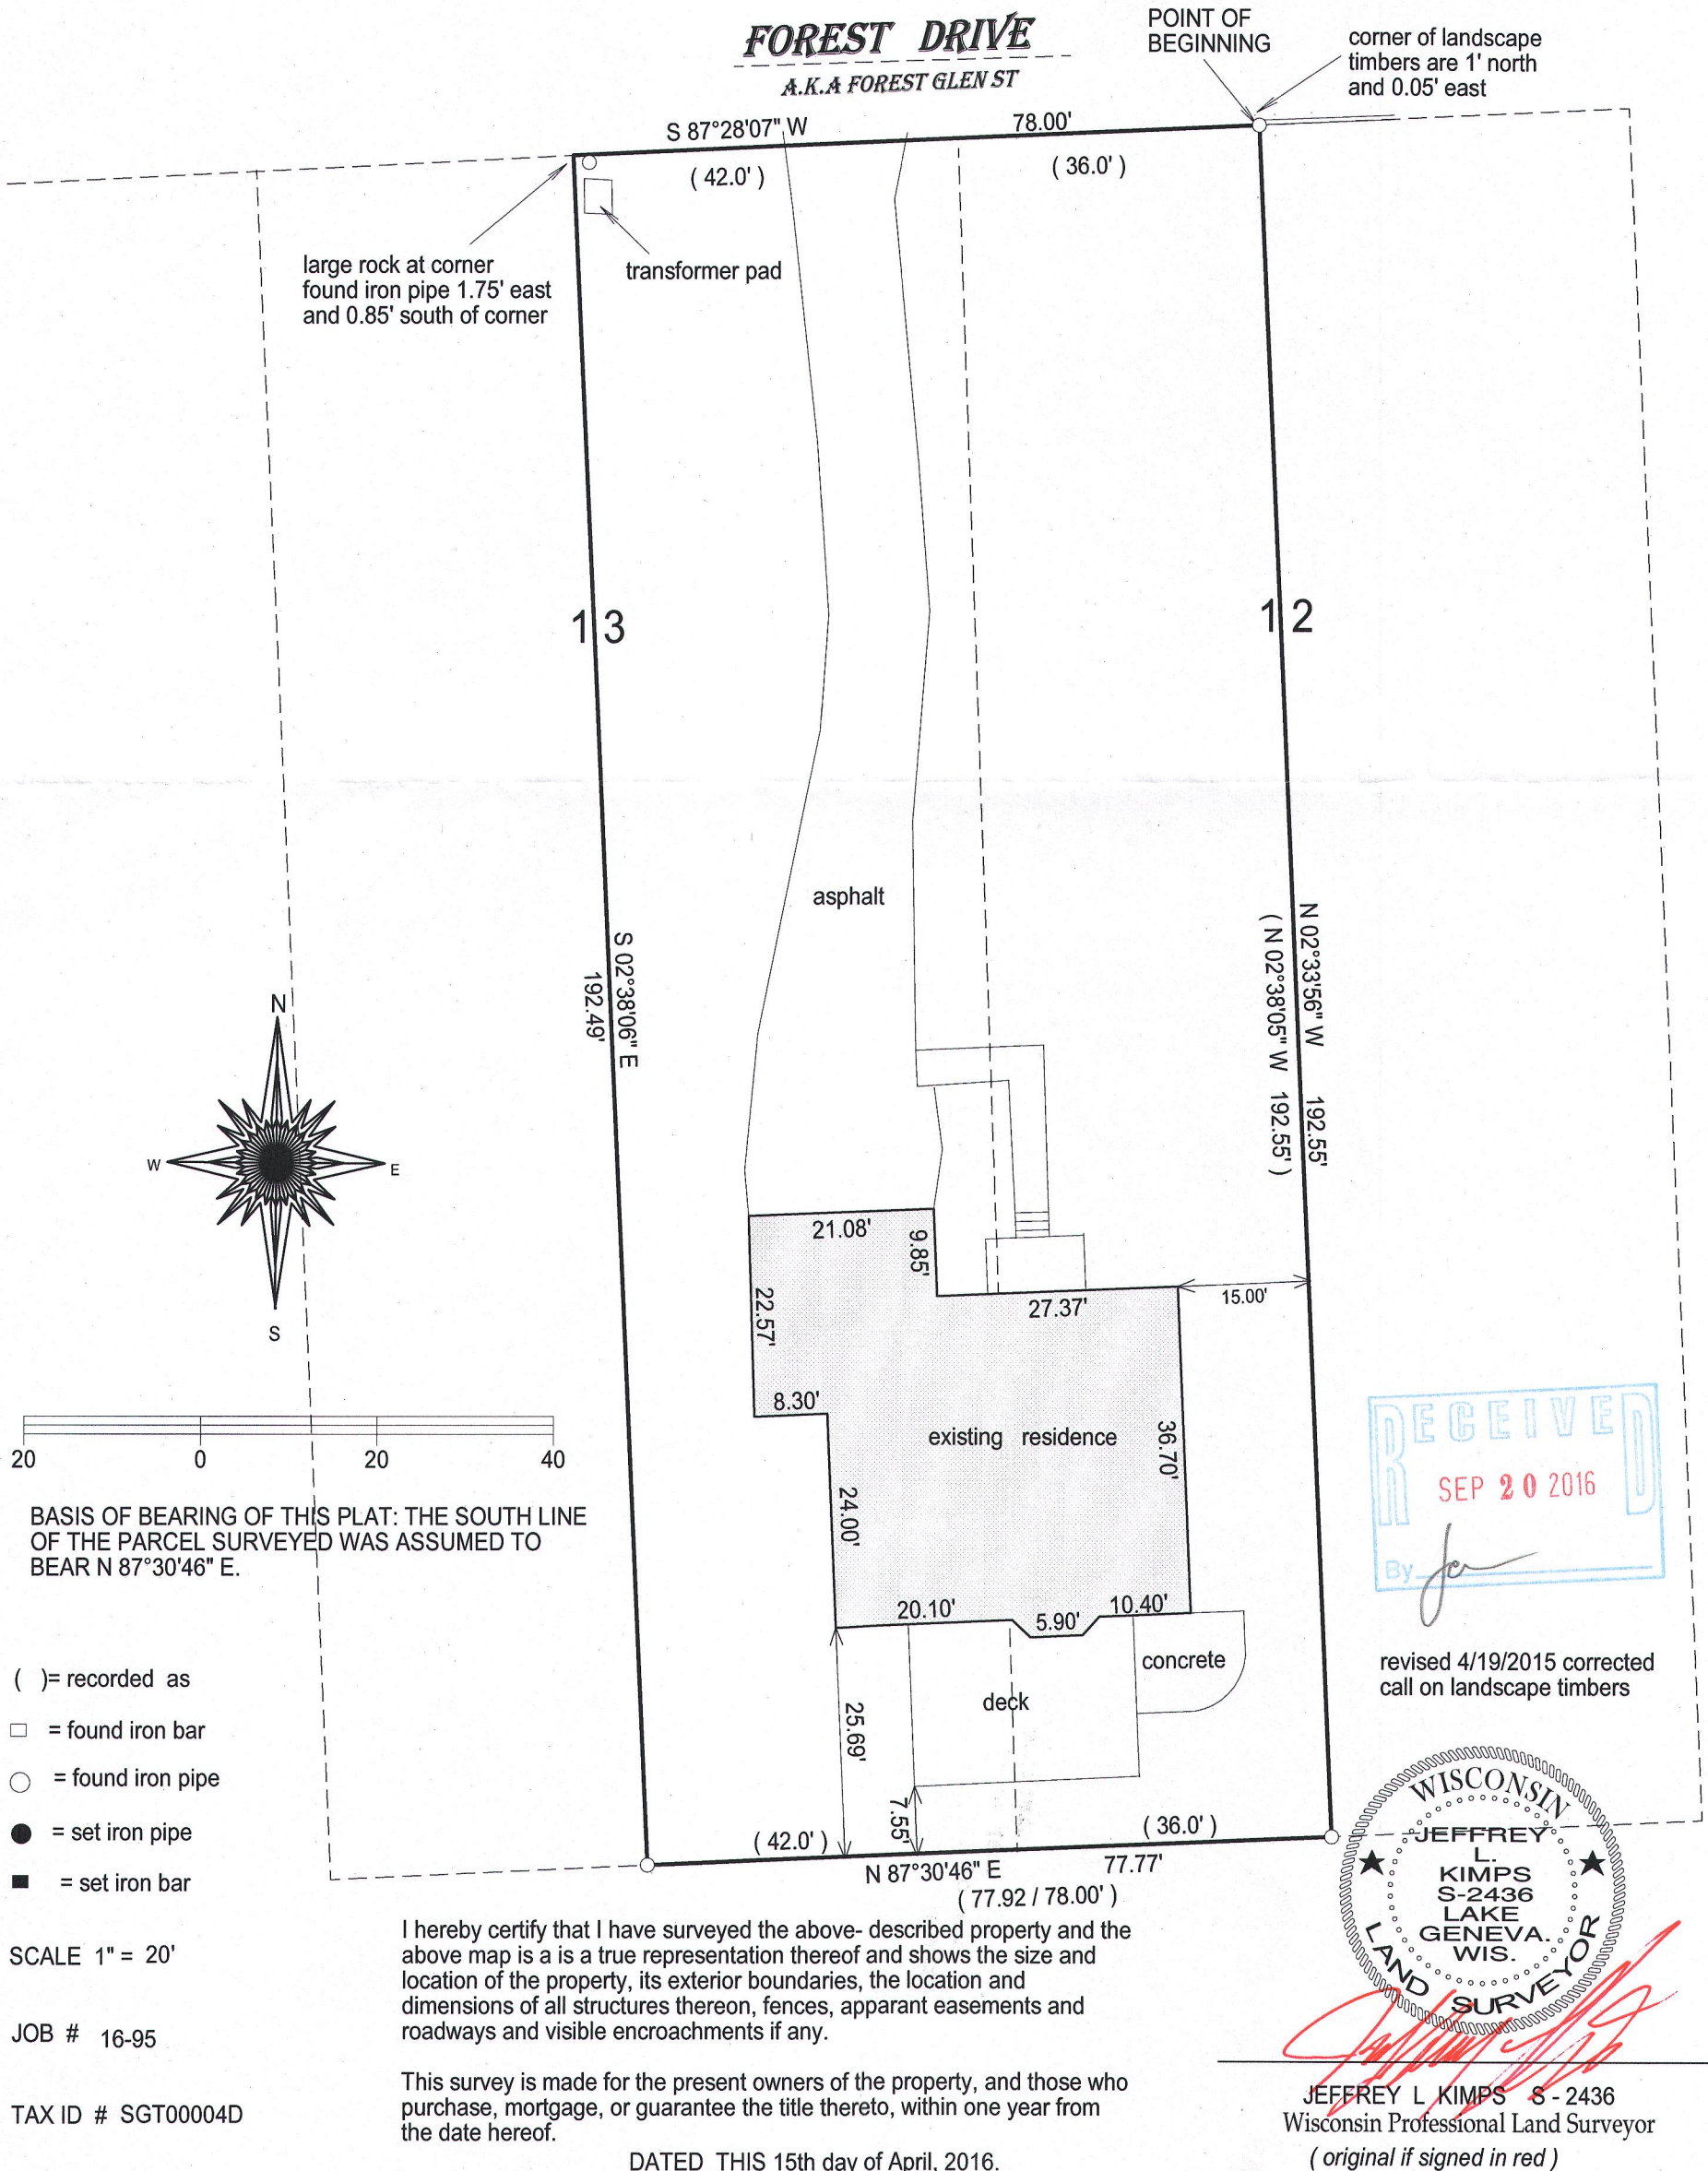 FOREST DRIVE
A.K.A FOREST GLEN ST
POINT OF
BEGINNING
corner of landscape
timbers are 1' north
and 0.05' east
S 87°28'07" W
78.00'
( 42.0' )
( 36.0' )
large rock at corner
found iron pipe 1.75' east
and 0.85' south of corner
transformer pad
13
12
asphalt
S 02°38'06" E
192.49'
N 02°33'56" W 192.55'
( N 02°38'05" W 192.55' )
N
W
E
S
21.08'
9.85'
22.57'
27.37'
15.00'
8.30'
existing residence
36.70'
24.00'
20.10'
5.90'
10.40'
concrete
deck
25.69'
7.55'
( 42.0' )
( 36.0' )
N 87°30'46" E
77.77'
( 77.92 / 78.00' )
20
0
20
40
BASIS OF BEARING OF THIS PLAT: THE SOUTH LINE
OF THE PARCEL SURVEYED WAS ASSUMED TO
BEAR N 87°30'46" E.
RECEIVED
SEP 20 2016
By
revised 4/19/2015 corrected
call on landscape timbers
( )= recorded as
= found iron bar
= found iron pipe
= set iron pipe
= set iron bar
SCALE 1" = 20'
JOB # 16-95
TAX ID # SGT00004D
I hereby certify that I have surveyed the above- described property and the
above map is a is a true representation thereof and shows the size and
location of the property, its exterior boundaries, the location and
dimensions of all structures thereon, fences, apparant easements and
roadways and visible encroachments if any.
This survey is made for the present owners of the property, and those who
purchase, mortgage, or guarantee the title thereto, within one year from
the date hereof.
DATED THIS 15th day of April, 2016.
WISCONSIN
JEFFREY
L.
KIMPS
S-2436
LAKE
GENEVA.
WIS.
LAND SURVEYOR
JEFFREY L KIMPS S - 2436
Wisconsin Professional Land Surveyor
( original if signed in red )